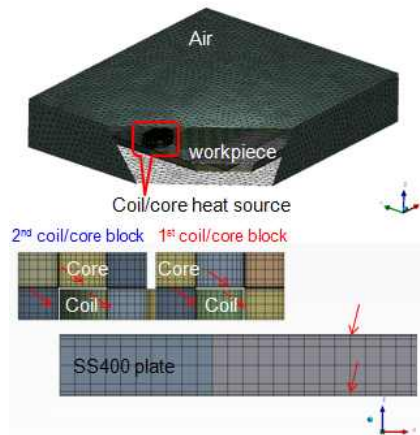 Air
workpiece
Coil/core heat source
2nd coil/core block 1st coil/core block
Core Core
Coil Coil
SS400 plate